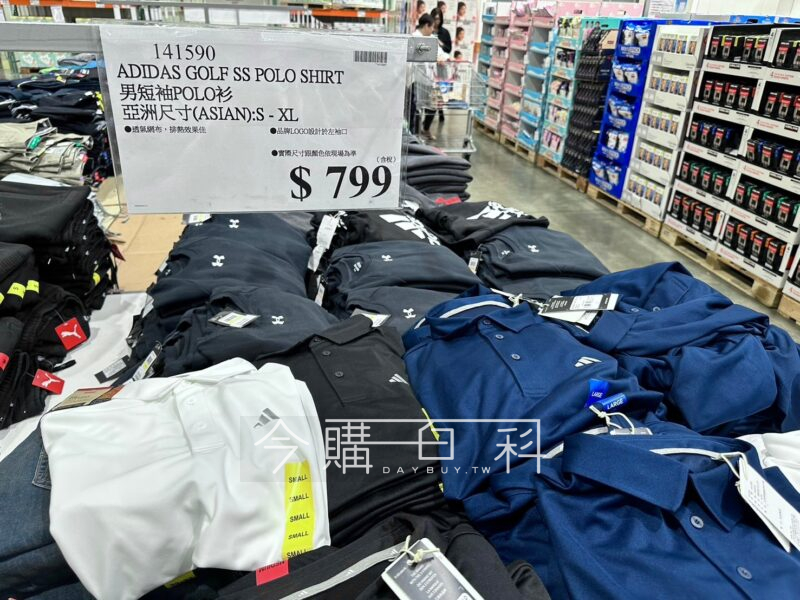 141590
ADIDAS GOLF SS POLO SHIRT
男短袖POLO衫
亞洲尺寸(ASIAN):S - XL
●透氣網布，排熱效果佳
●品牌LOGO設計於左袖口
●實際尺寸跟顏色依現場為準
(含稅)
$ 799
LARGE
LARGE
今購百科
DAYBUY.TW
SMALL
SMALL
SMALL
SMALL
SMALL